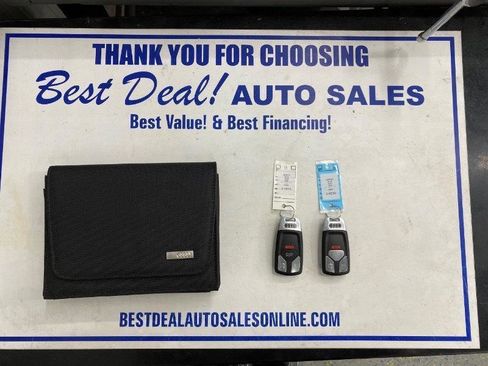 THANK YOU FOR CHOOSING
Best Deal! AUTO SALES
Best Value! & Best Financing!
BESTDEALAUTOSALESONLINE.COM